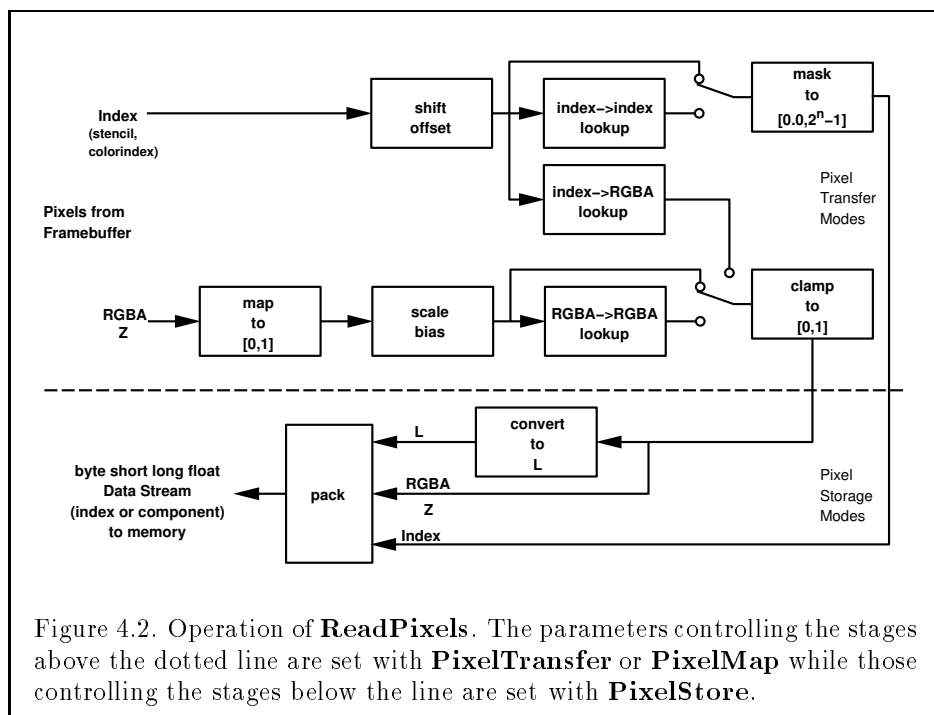 Index
(stencil,
colorindex)
shift
offset
index->index
lookup
mask
to
[0.0,2ⁿ−1]
index->RGBA
lookup
Pixel
Transfer
Modes
Pixels from
Framebuffer
RGBA
Z
map
to
[0,1]
scale
bias
RGBA->RGBA
lookup
clamp
to
[0,1]
byte short long float
Data Stream
(index or component)
to memory
pack
L
convert
to
L
RGBA
Z
Index
Pixel
Storage
Modes
Figure 4.2. Operation of ReadPixels. The parameters controlling the stages
above the dotted line are set with PixelTransfer or PixelMap while those
controlling the stages below the line are set with PixelStore.